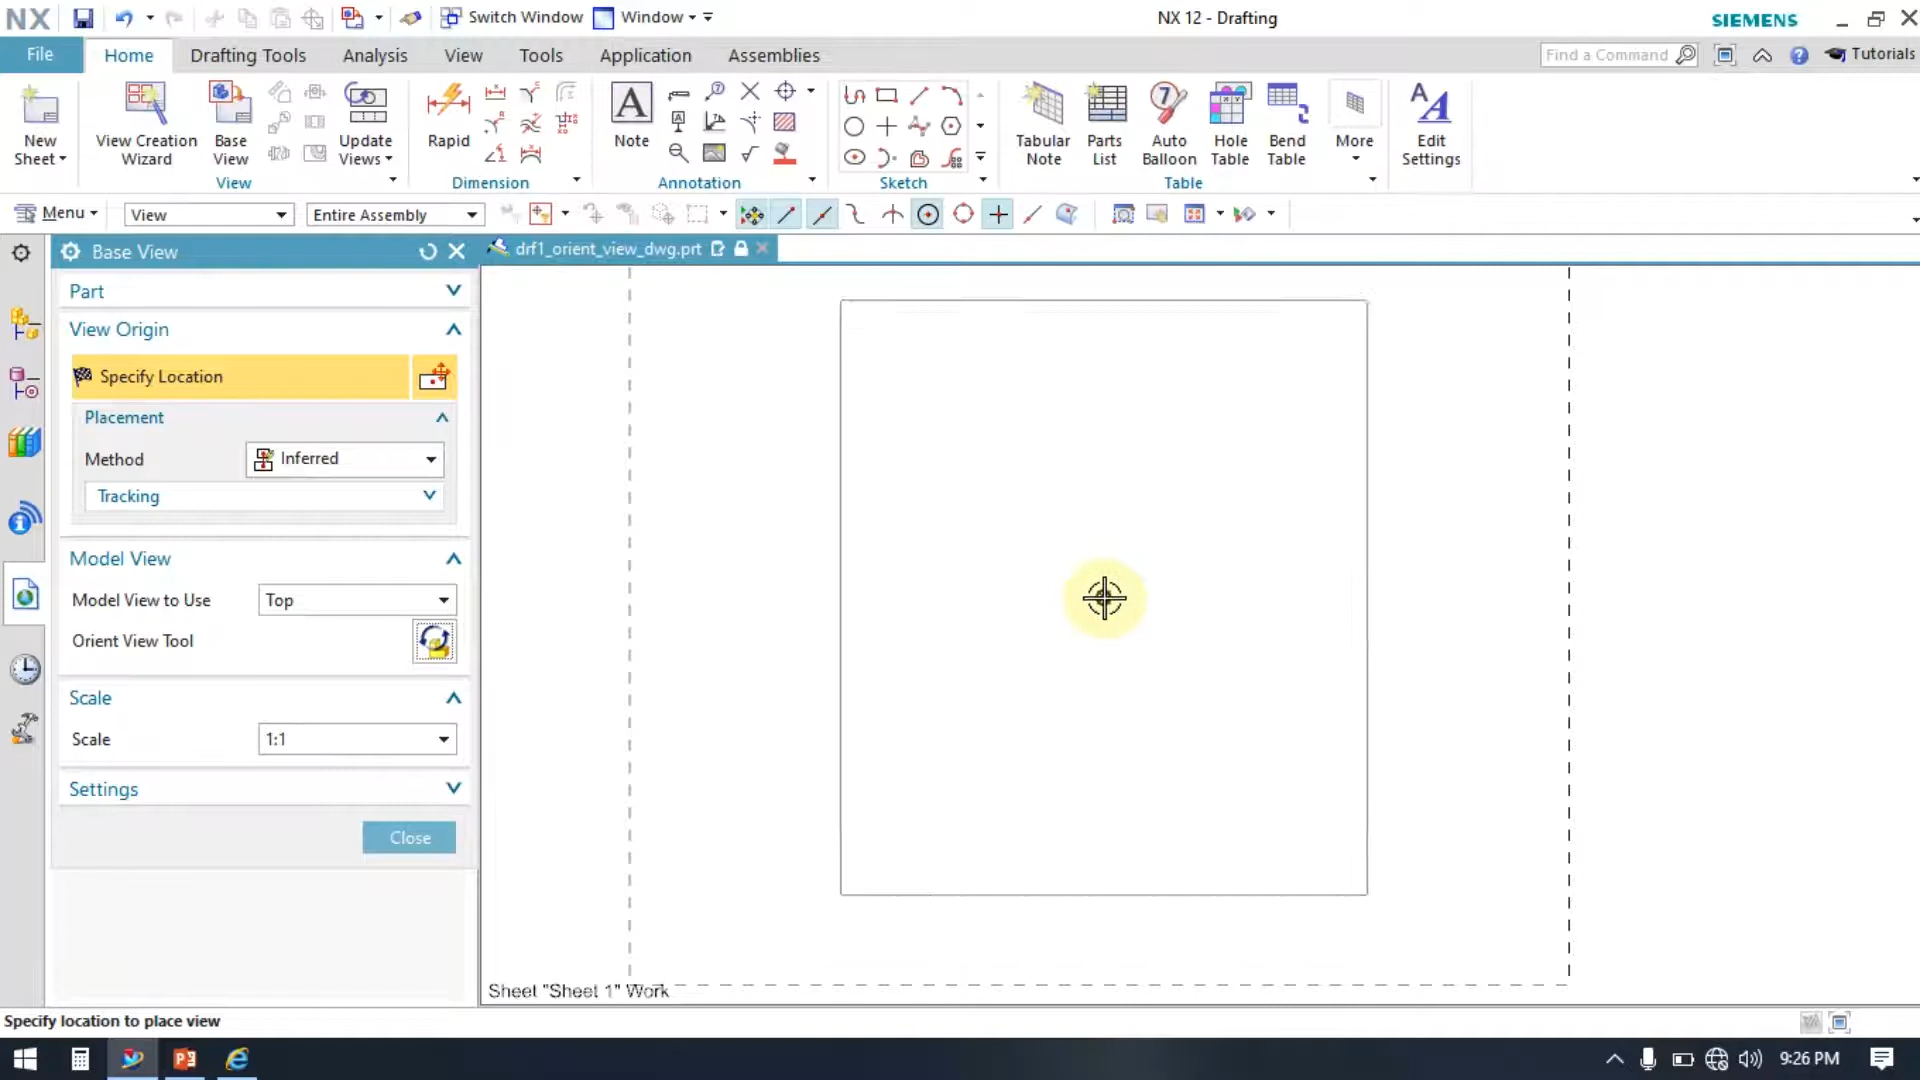 NX
Switch Window
Window
NX 12 - Drafting
SIEMENS
File
Home
Drafting Tools
Analysis
View
Tools
Application
Assemblies
Find a Command
Tutorials
New Sheet
View Creation Wizard
Base View
Update Views
Rapid
Note
Tabular Note
Parts List
Auto Balloon
Hole Table
Bend Table
More
Edit Settings
View
Dimension
Annotation
Sketch
Table
Menu
View
Entire Assembly
Base View
drf1_orient_view_dwg.prt
Part
View Origin
Specify Location
Placement
Method
Inferred
Tracking
Model View
Model View to Use
Top
Orient View Tool
Scale
Scale
1:1
Settings
Close
Sheet "Sheet 1" Work
Specify location to place view
9:26 PM